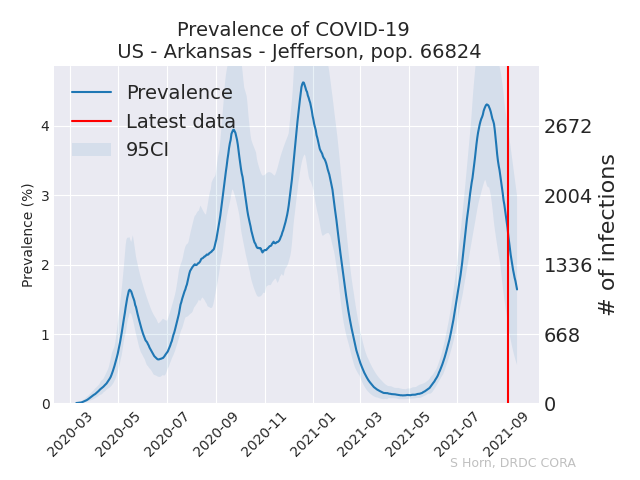 Prevalence of COVID-19
US - Arkansas - Jefferson, pop. 66824
Prevalence
Latest data
95CI
Prevalence (%)
4
3
2
1
0
2672
2004
1336
668
0
# of infections
2020-03
2020-05
2020-07
2020-09
2020-11
2021-01
2021-03
2021-05
2021-07
2021-09
S Horn, DRDC CORA